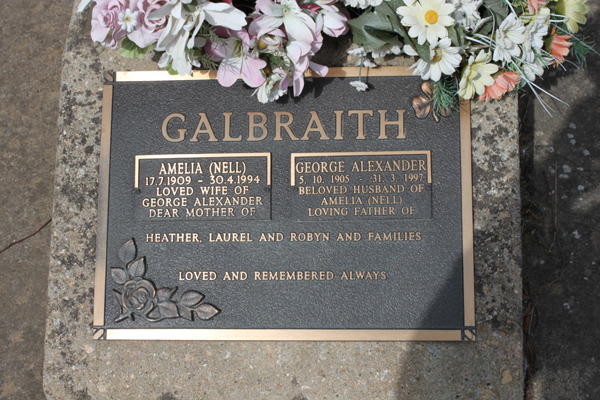 GALBRAITH
AMELIA (NELL)
17.7.1909 - 30.4.1994
LOVED WIFE OF
GEORGE ALEXANDER
DEAR MOTHER OF
GEORGE ALEXANDER
5. 10. 1905 - 31. 3. 1997
BELOVED HUSBAND OF
AMELIA (NELL)
LOVING FATHER OF
HEATHER, LAUREL AND ROBYN AND FAMILIES
LOVED AND REMEMBERED ALWAYS